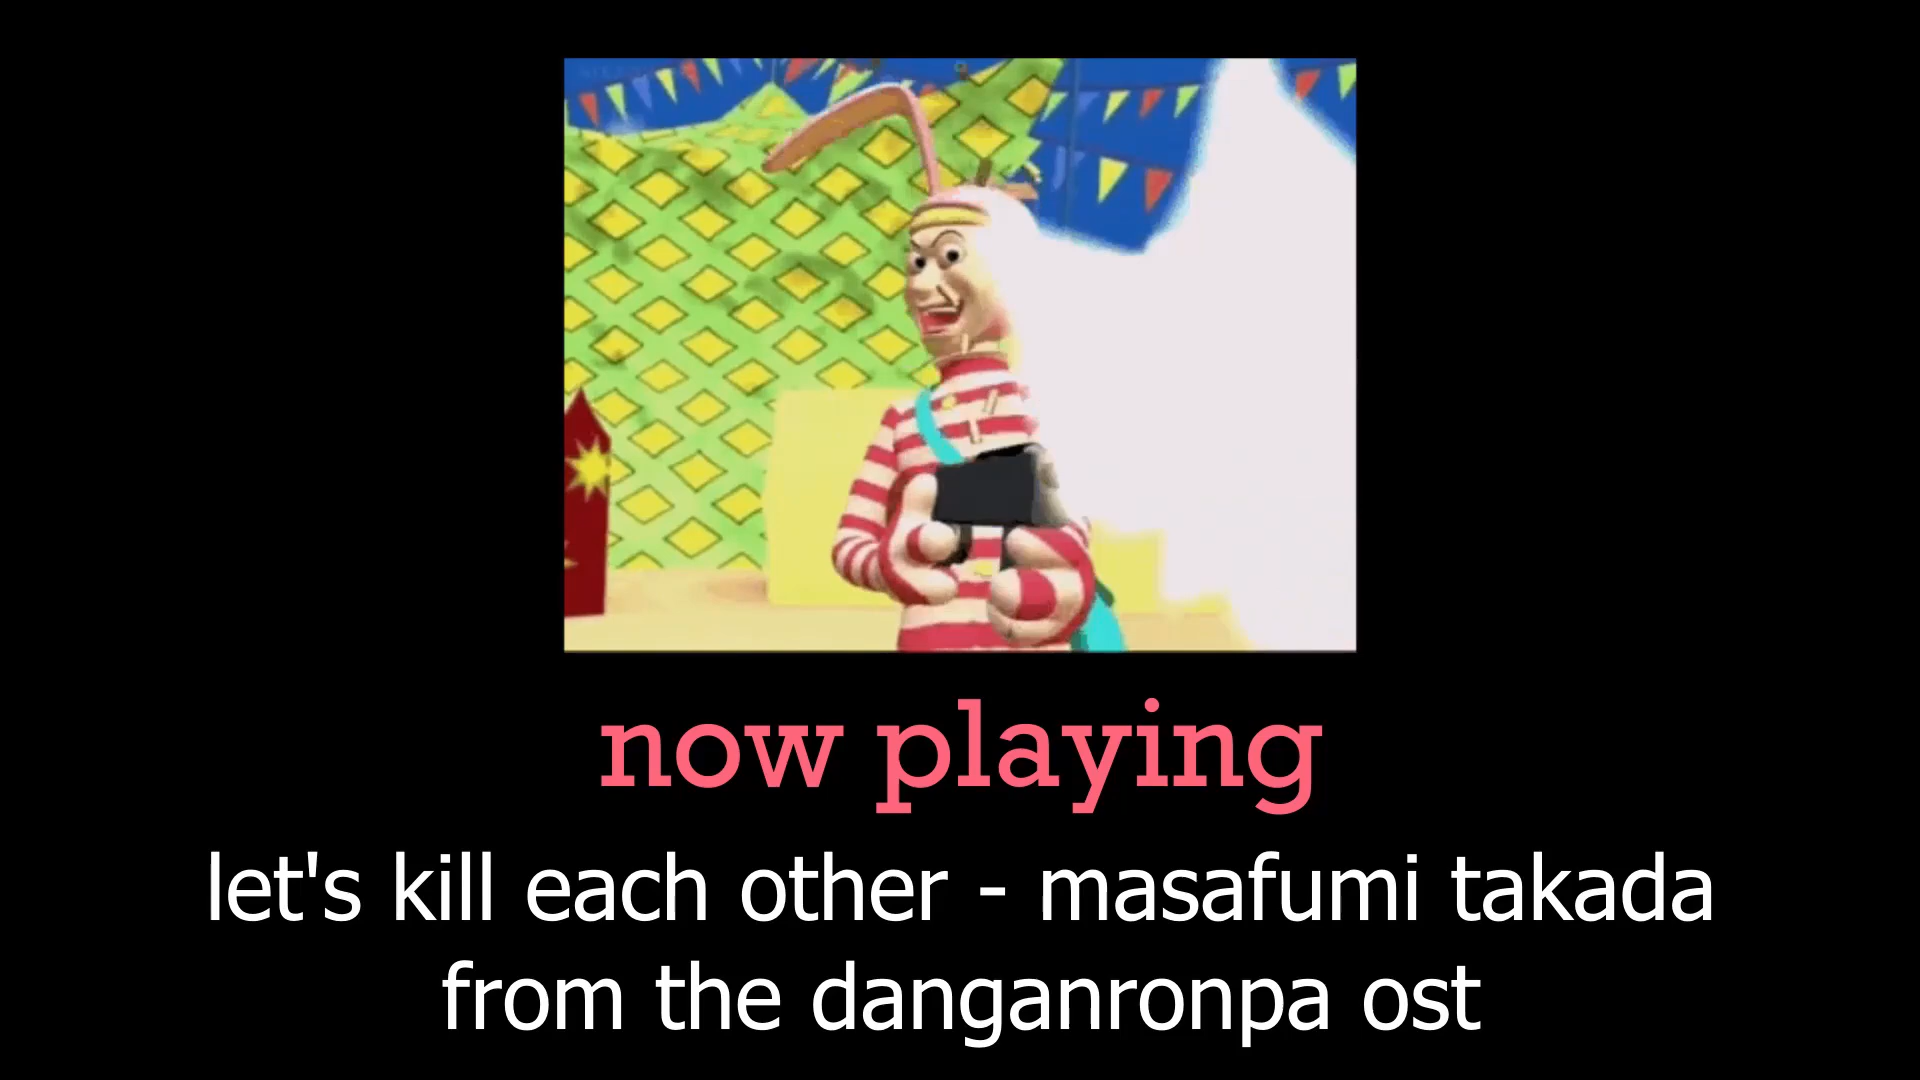 now playing
let's kill each other - masafumi takada
from the danganronpa ost